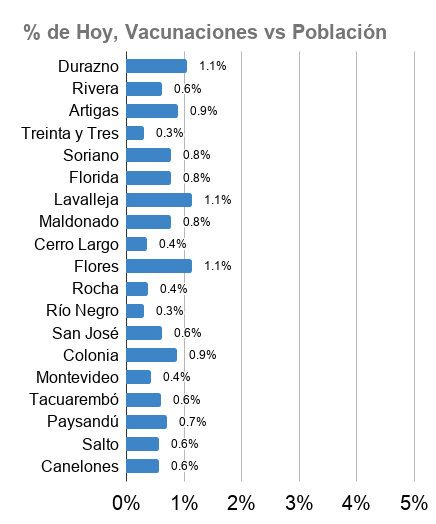 % de Hoy, Vacunaciones vs Población
Durazno 1.1%
Rivera 0.6%
Artigas 0.9%
Treinta y Tres 0.3%
Soriano 0.8%
Florida 0.8%
Lavalleja 1.1%
Maldonado 0.8%
Cerro Largo 0.4%
Flores 1.1%
Rocha 0.4%
Río Negro 0.3%
San José 0.6%
Colonia 0.9%
Montevideo 0.4%
Tacuarembó 0.6%
Paysandú 0.7%
Salto 0.6%
Canelones 0.6%
0% 1% 2% 3% 4% 5%